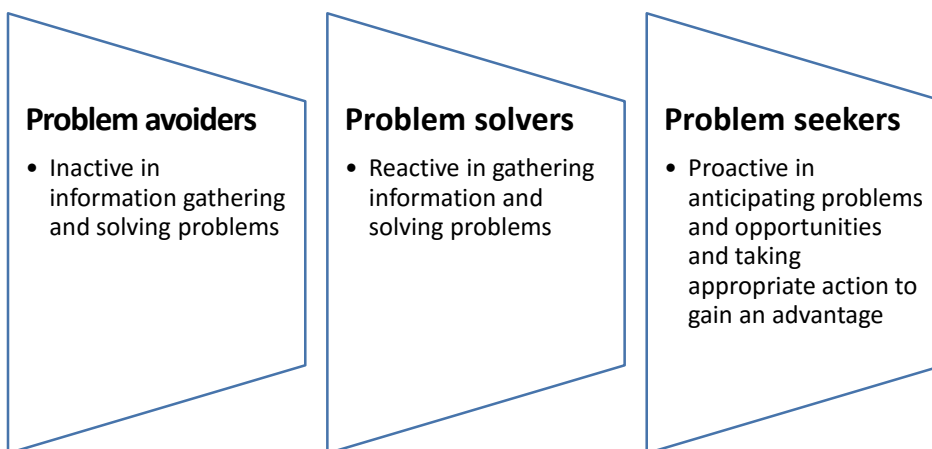 Problem avoiders
• Inactive in
information gathering
and solving problems
Problem solvers
• Reactive in gathering
information and
solving problems
Problem seekers
• Proactive in
anticipating problems
and opportunities
and taking
appropriate action to
gain an advantage